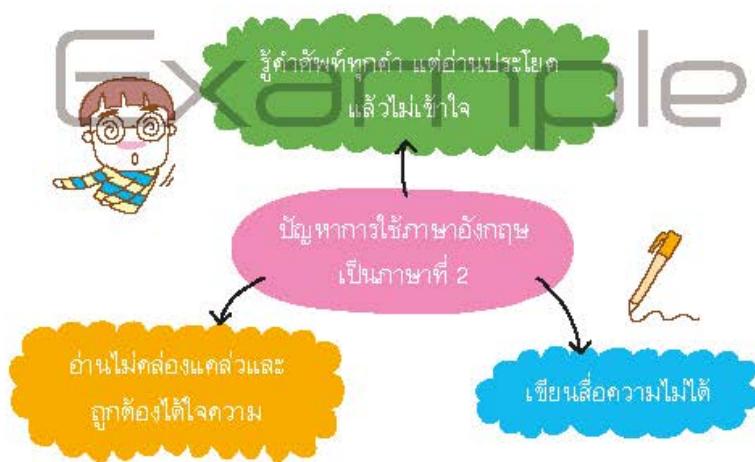 Example
รู้คำศัพท์ทุกคำ แต่อ่านประโยค
แล้วไม่เข้าใจ
ปัญหาการใช้ภาษาอังกฤษ
เป็นภาษาที่ 2
อ่านไม่คล่องแคล่วและ
ถูกต้องได้ใจความ
เขียนสื่อความไม่ได้